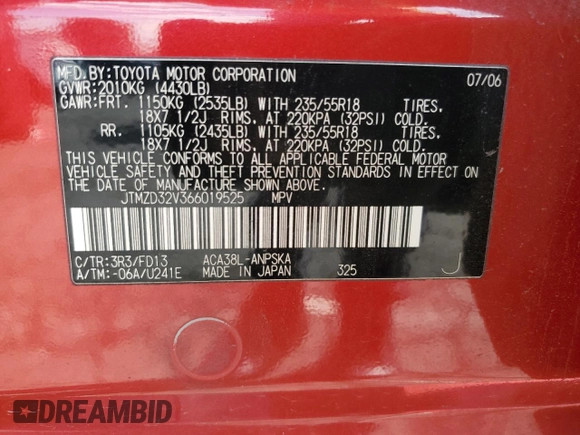 MFD.BY:TOYOTA MOTOR CORPORATION 07/06
GVWR:2010KG (4430LB)
GAWR:FRT. 1150KG (2535LB) WITH 235/55R18 TIRES,
18X7 1/2J RIMS, AT 220KPA (32PSI) COLD.
RR. 1105KG (2435LB) WITH 235/55R18 TIRES,
18X7 1/2J RIMS, AT 220KPA (32PSI) COLD.
THIS VEHICLE CONFORMS TO ALL APPLICABLE FEDERAL MOTOR
VEHICLE SAFETY AND THEFT PREVENTION STANDARDS IN EFFECT
ON THE DATE OF MANUFACTURE SHOWN ABOVE.
JTMZD32V366019525 MPV
C/TR:3R3/FD13 ACA38L-ANPSKA
A/TM:-06A/U241E MADE IN JAPAN 325 J
DREAMBID